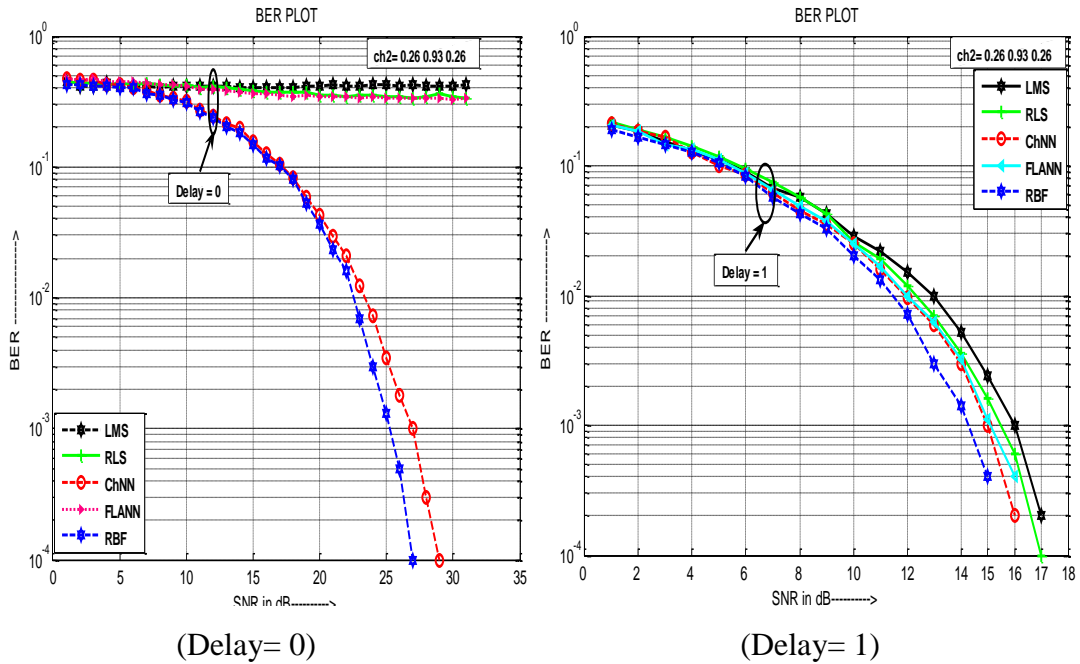 BER PLOT
ch2= 0.26 0.93 0.26
Delay = 0
LMS
RLS
ChNN
FLANN
RBF
BER ------------->
10^0
10^-1
10^-2
10^-3
10^-4
0 5 10 15 20 25 30 35
SNR in dB---------->
(Delay= 0)
BER PLOT
ch2= 0.26 0.93 0.26
LMS
RLS
ChNN
FLANN
RBF
Delay = 1
BER ------------->
10^0
10^-1
10^-2
10^-3
10^-4
0 2 4 6 8 10 12 14 15 16 17 18
SNR in dB---------->
(Delay= 1)